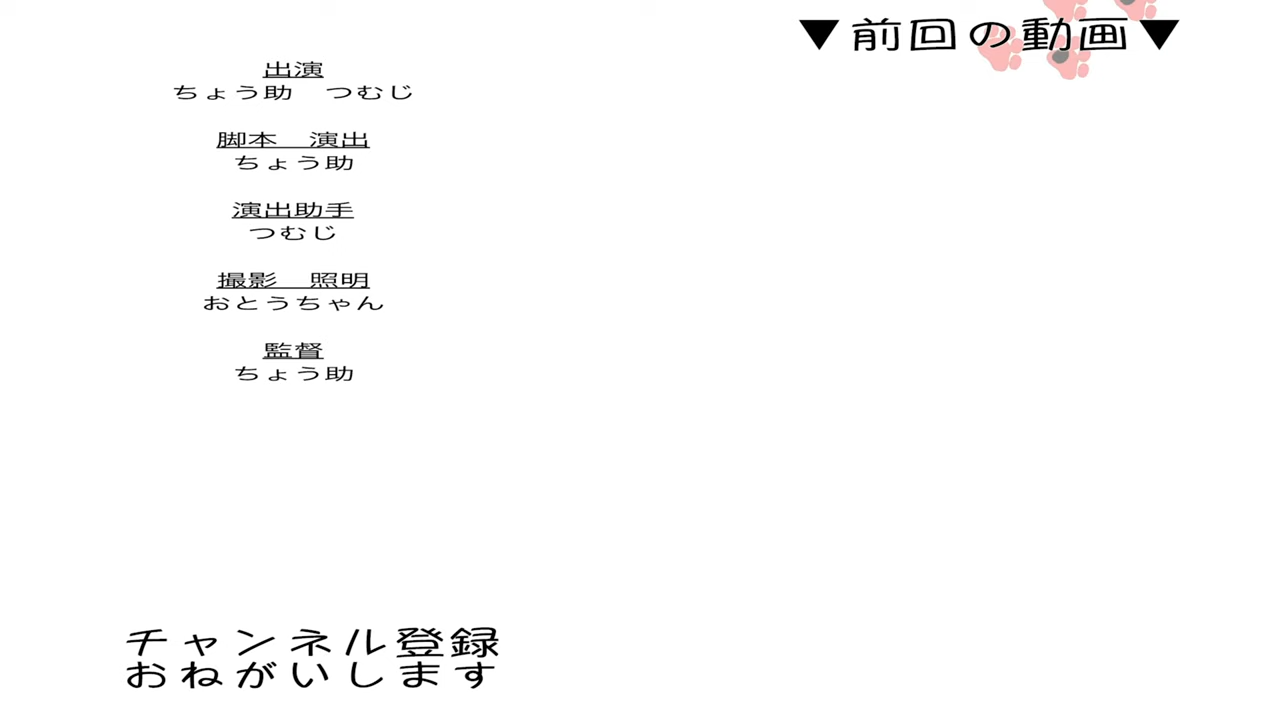 ▼前回の動画▼
出演
ちょう助　つむじ
脚本　演出
ちょう助
演出助手
つむじ
撮影　照明
おとうちゃん
監督
ちょう助
チャンネル登録
おねがいします